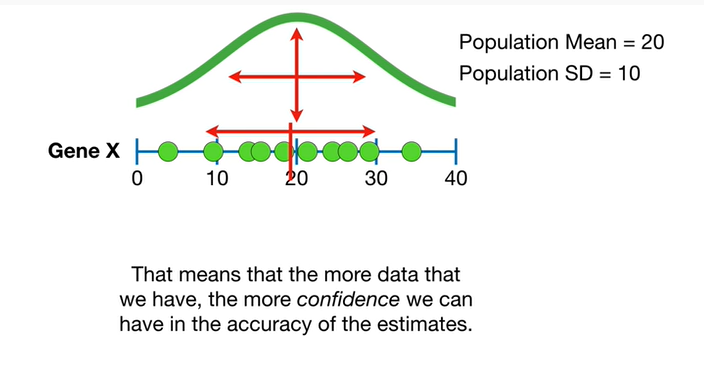 Population Mean = 20
Population SD = 10
Gene X
0 10 20 30 40
That means that the more data that
we have, the more confidence we can
have in the accuracy of the estimates.